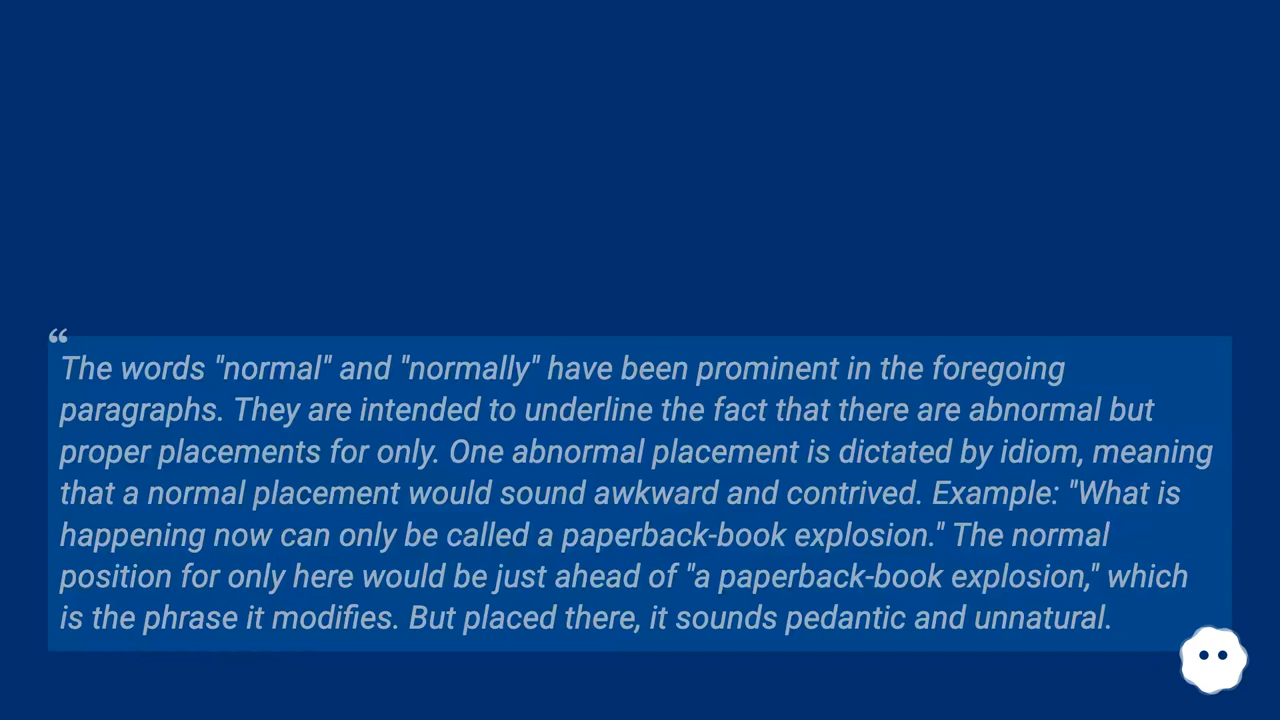 “
The words "normal" and "normally" have been prominent in the foregoing
paragraphs. They are intended to underline the fact that there are abnormal but
proper placements for only. One abnormal placement is dictated by idiom, meaning
that a normal placement would sound awkward and contrived. Example: "What is
happening now can only be called a paperback-book explosion." The normal
position for only here would be just ahead of "a paperback-book explosion," which
is the phrase it modifies. But placed there, it sounds pedantic and unnatural.